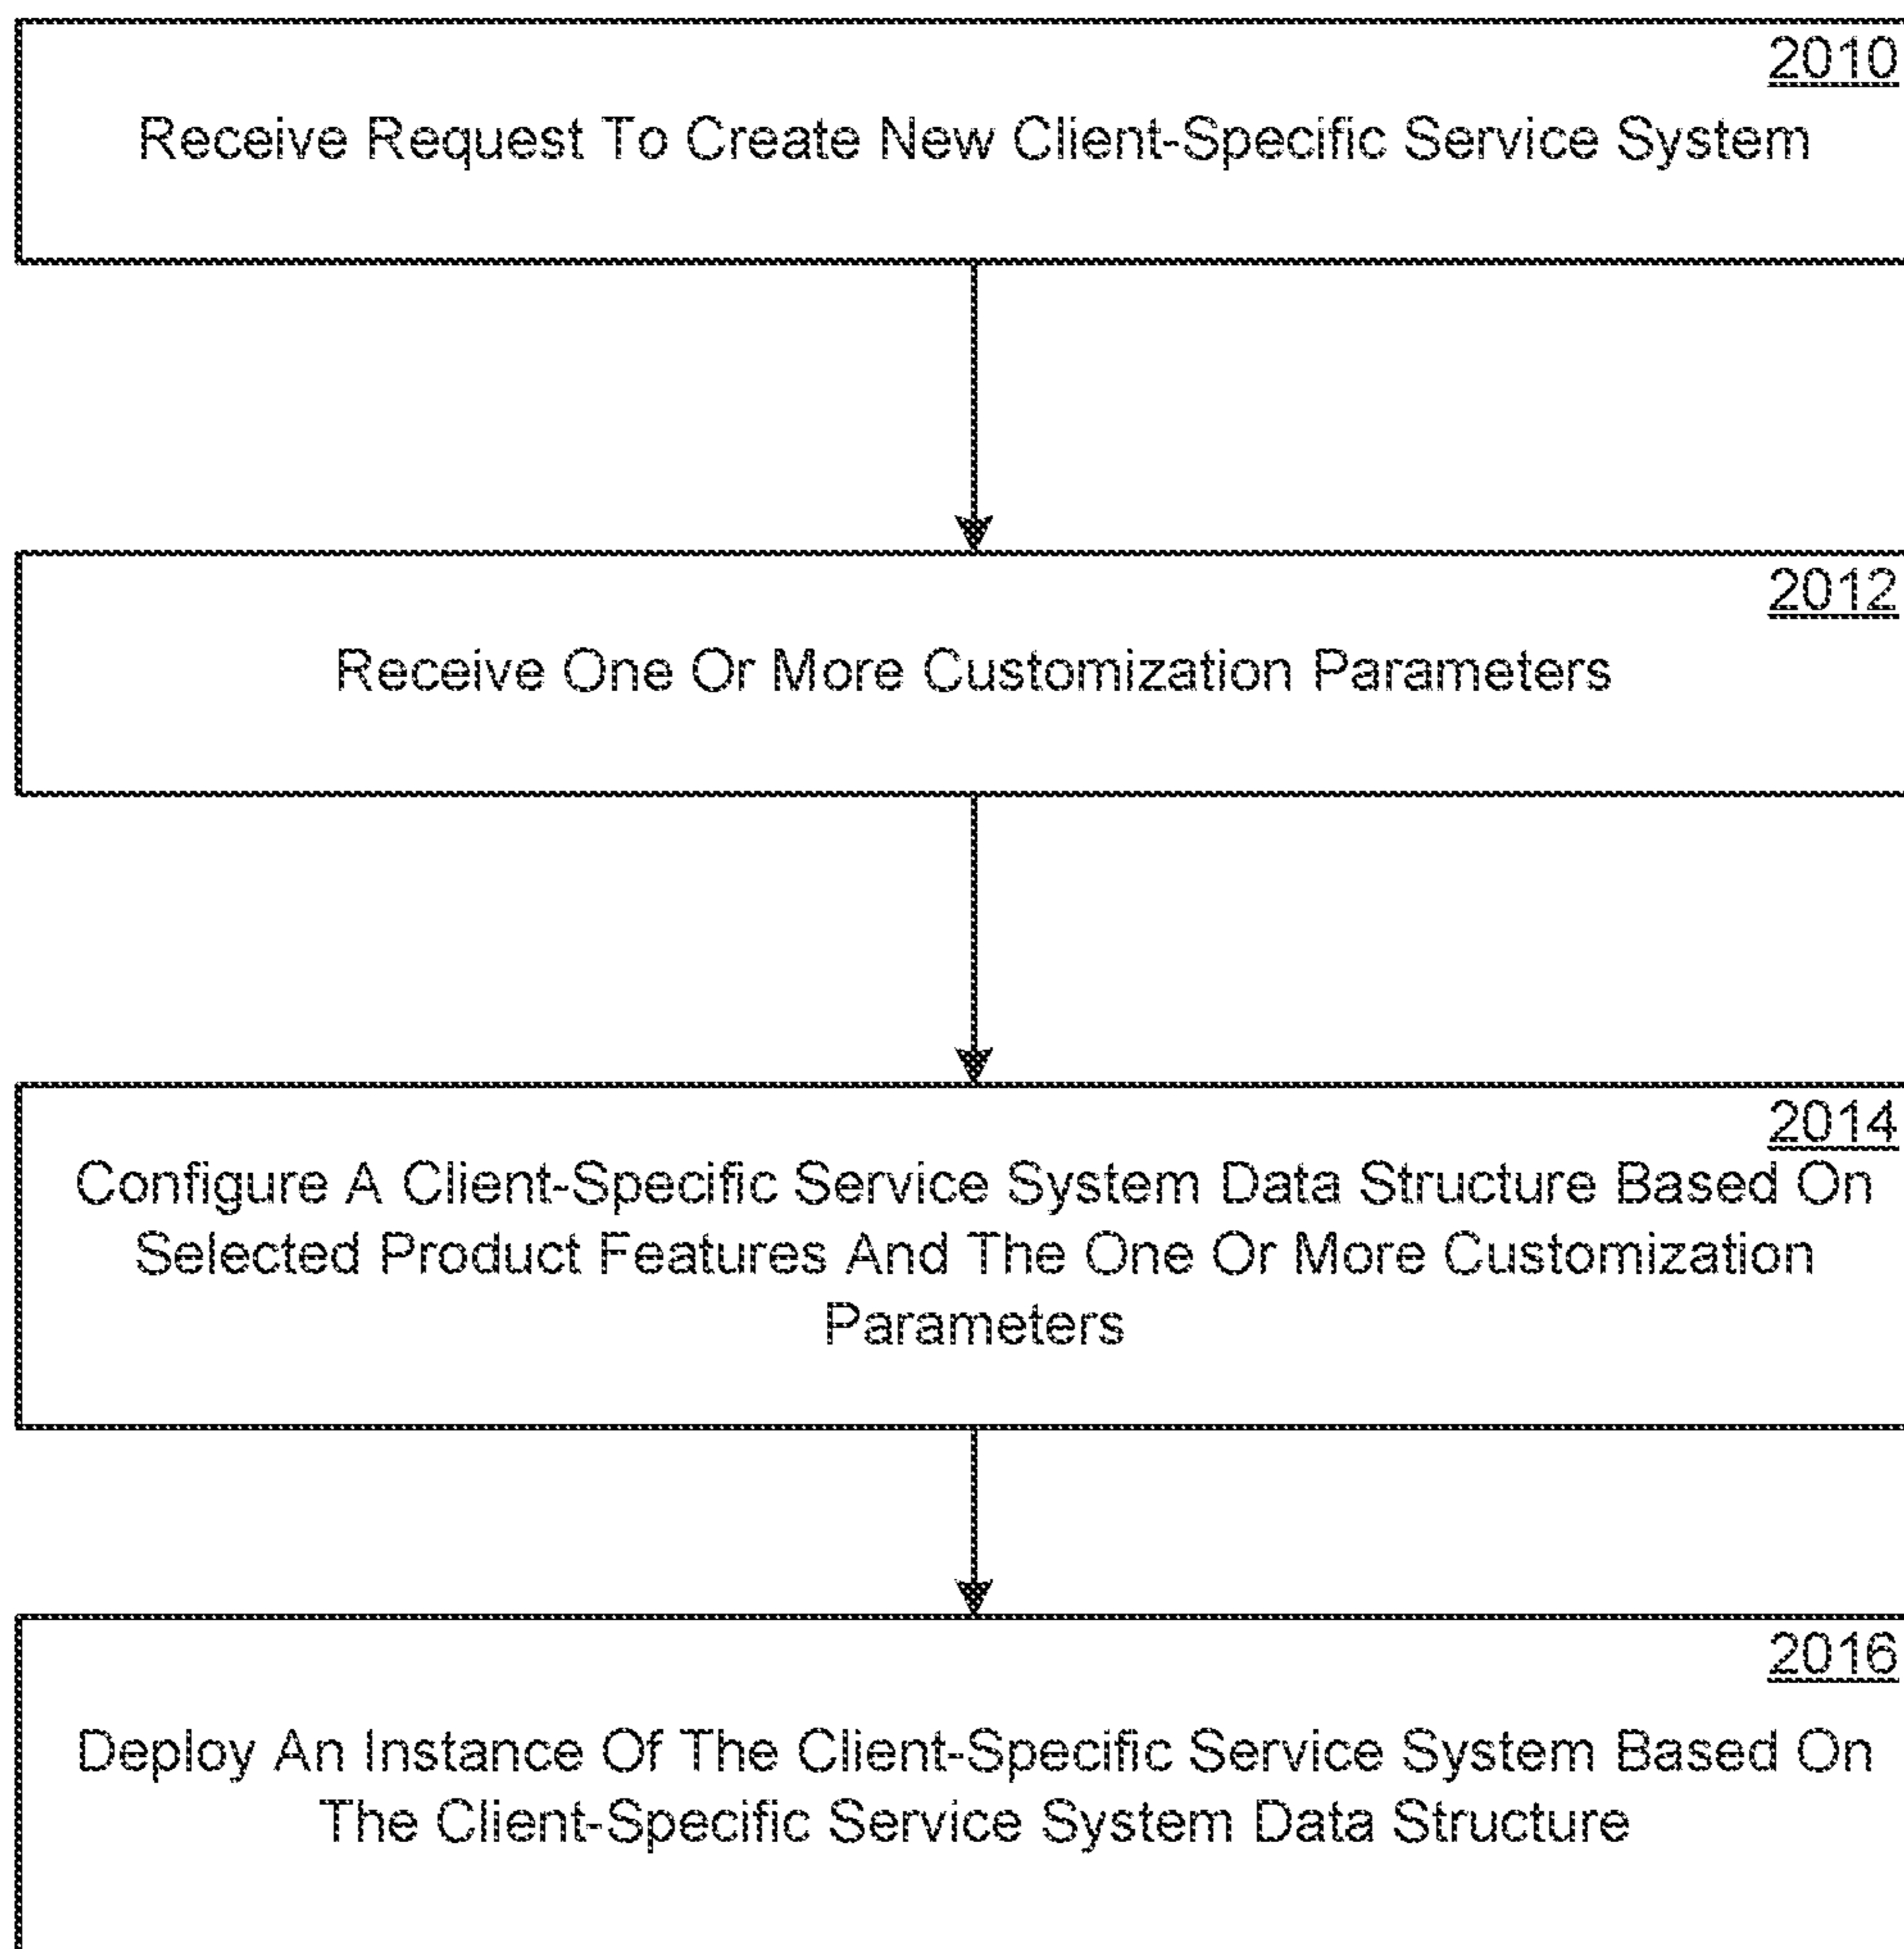 2010
Receive Request To Create New Client-Specific Service System
2012
Receive One Or More Customization Parameters
2014
Configure A Client-Specific Service System Data Structure Based On
Selected Product Features And The One Or More Customization
Parameters
2016
Deploy An Instance Of The Client-Specific Service System Based On
The Client-Specific Service System Data Structure